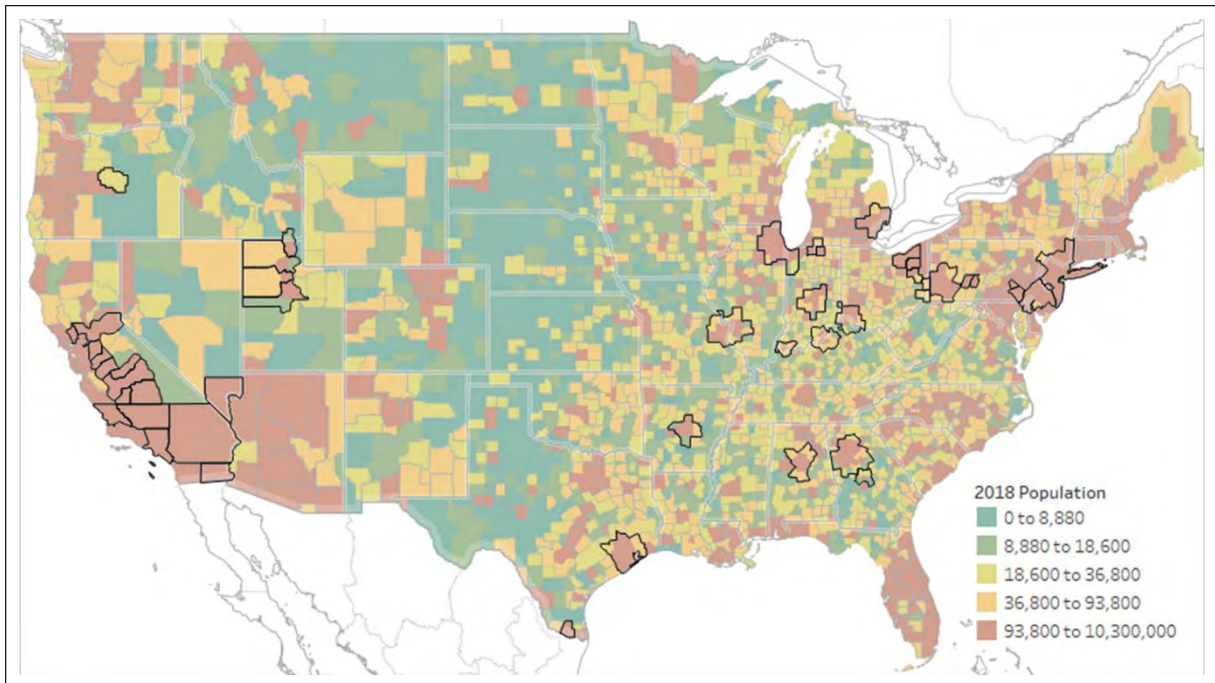 2018 Population
0 to 8,880
8,880 to 18,600
18,600 to 36,800
36,800 to 93,800
93,800 to 10,300,000